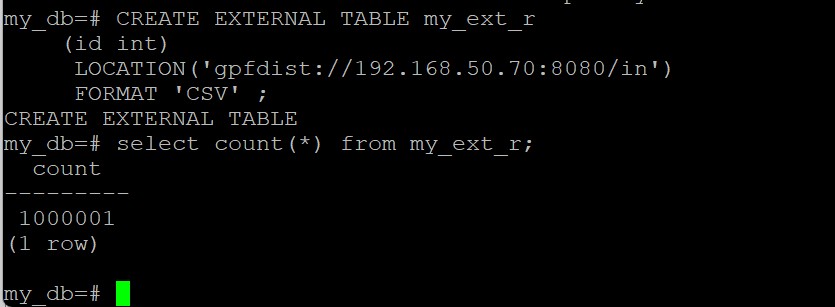 my_db=# CREATE EXTERNAL TABLE my_ext_r
(id int)
LOCATION('gpfdist://192.168.50.70:8080/in')
FORMAT 'CSV' ;
CREATE EXTERNAL TABLE
my_db=# select count(*) from my_ext_r;
count
---------
1000001
(1 row)
my_db=#